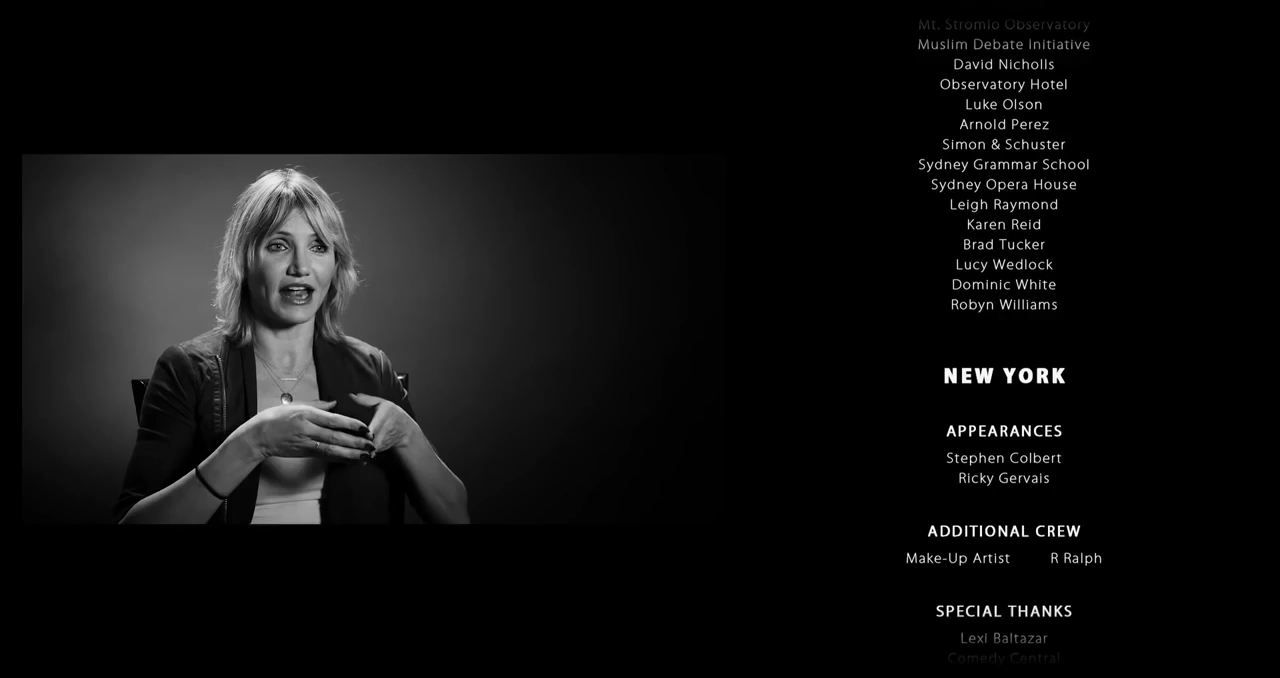 Mt. Stromlo Observatory
Muslim Debate Initiative
David Nicholls
Observatory Hotel
Luke Olson
Arnold Perez
Simon & Schuster
Sydney Grammar School
Sydney Opera House
Leigh Raymond
Karen Reid
Brad Tucker
Lucy Wedlock
Dominic White
Robyn Williams
NEW YORK
APPEARANCES
Stephen Colbert
Ricky Gervais
ADDITIONAL CREW
Make-Up Artist R Ralph
SPECIAL THANKS
Lexi Baltazar
Comedy Central